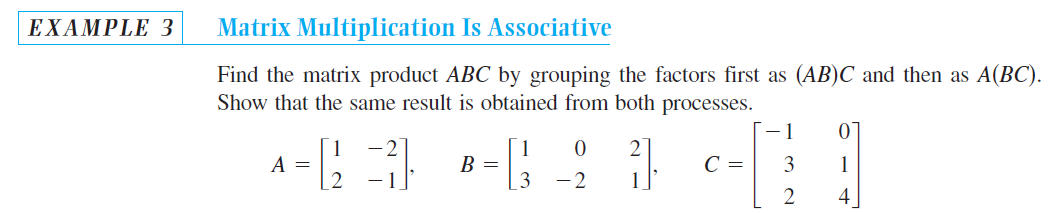 EXAMPLE 3 Matrix Multiplication Is Associative
Find the matrix product ABC by grouping the factors first as (AB)C and then as A(BC).
Show that the same result is obtained from both processes.
A = [1 −2; 2 −1], B = [1 0 2; 3 −2 1], C = [−1 0; 3 1; 2 4]